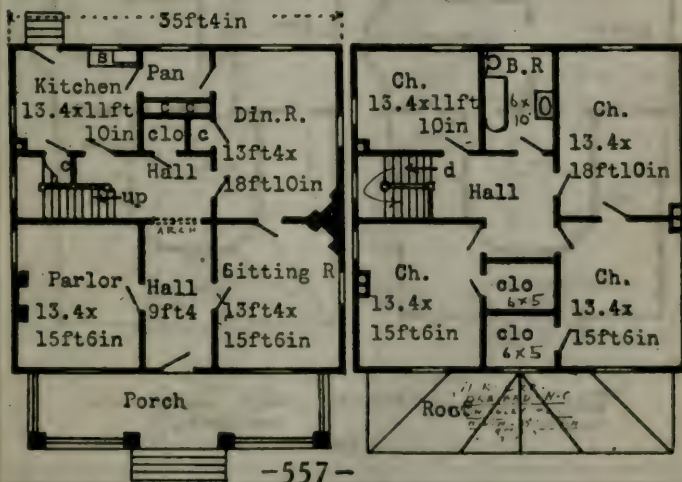 35ft4in
B
Kitchen
13.4x11ft
10in
Pan
C C
clo
c
Din.R.
13ft4x
18ft10in
Hall
c
up
ARCH
Parlor
13.4x
15ft6in
Hall
9ft4
Sitting R
13ft4x
15ft6in
Porch
Ch.
13.4x11ft
10in
B.R
6x
10'
Ch.
13.4x
18ft10in
d
Hall
Ch.
13.4x
15ft6in
clo
6x5
clo
6x5
Ch.
13.4x
15ft6in
Roof
-557-